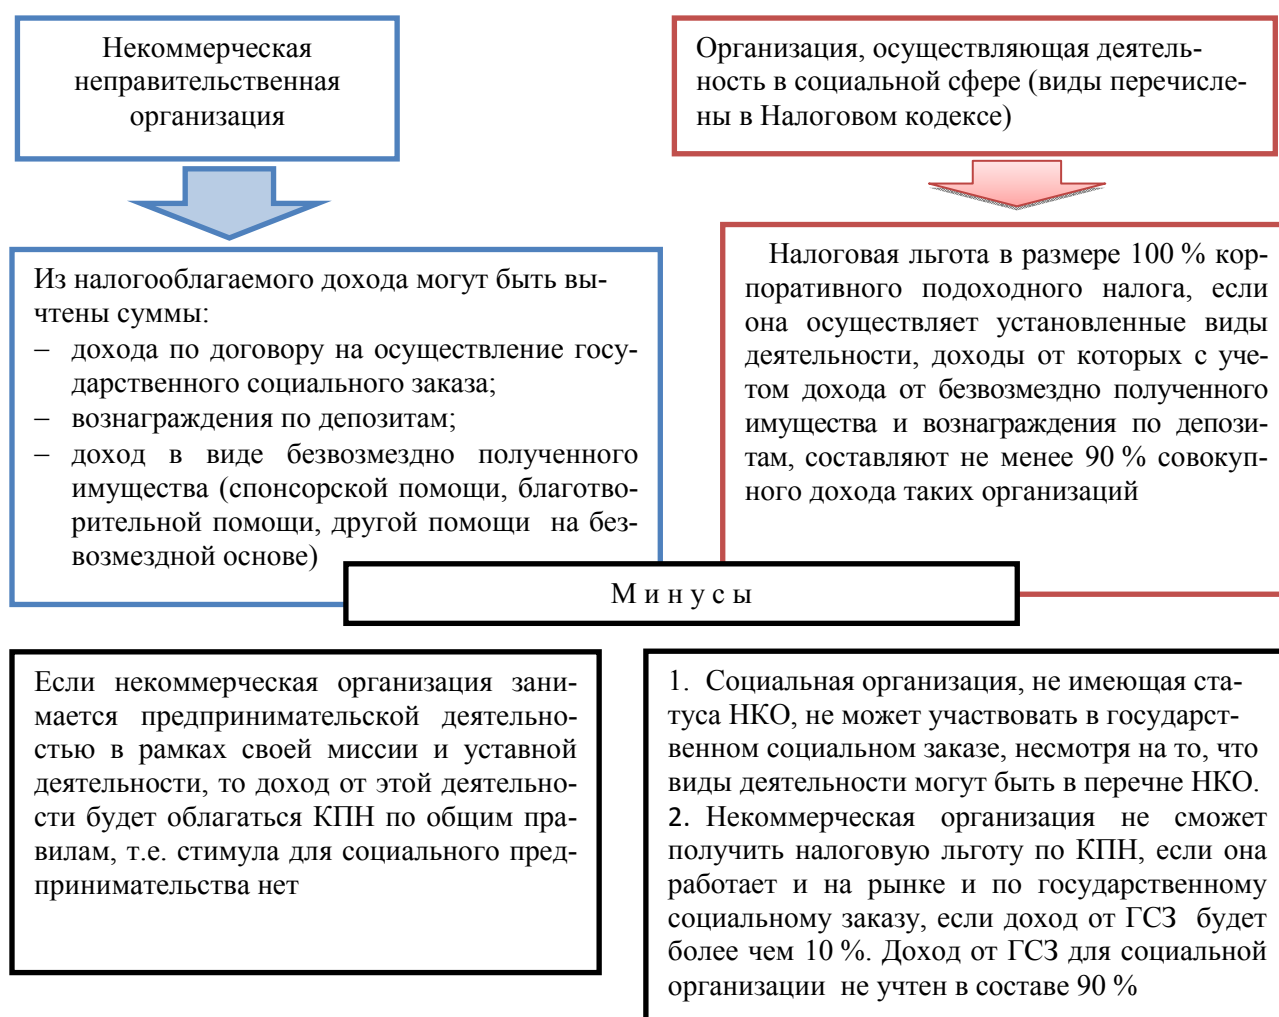 Некоммерческая
неправительственная
организация
Организация, осуществляющая деятель-
ность в социальной сфере (виды перечисле-
ны в Налоговом кодексе)
Из налогооблагаемого дохода могут быть вы-
чтены суммы:
– дохода по договору на осуществление госу-
дарственного социального заказа;
– вознаграждения по депозитам;
– доход в виде безвозмездно полученного
имущества (спонсорской помощи, благотво-
рительной помощи, другой помощи на без-
возмездной основе)
Налоговая льгота в размере 100 % кор-
поративного подоходного налога, если
она осуществляет установленные виды
деятельности, доходы от которых с уче-
том дохода от безвозмездно полученного
имущества и вознаграждения по депози-
там, составляют не менее 90 % совокуп-
ного дохода таких организаций
М и н у с ы
Если некоммерческая организация зани-
мается предпринимательской деятельно-
стью в рамках своей миссии и уставной
деятельности, то доход от этой деятельно-
сти будет облагаться КПН по общим пра-
вилам, т.е. стимула для социального пред-
принимательства нет
1. Социальная организация, не имеющая ста-
туса НКО, не может участвовать в государст-
венном социальном заказе, несмотря на то, что
виды деятельности могут быть в перечне НКО.
2. Некоммерческая организация не сможет
получить налоговую льготу по КПН, если она
работает и на рынке и по государственному
социальному заказу, если доход от ГСЗ будет
более чем 10 %. Доход от ГСЗ для социальной
организации не учтен в составе 90 %